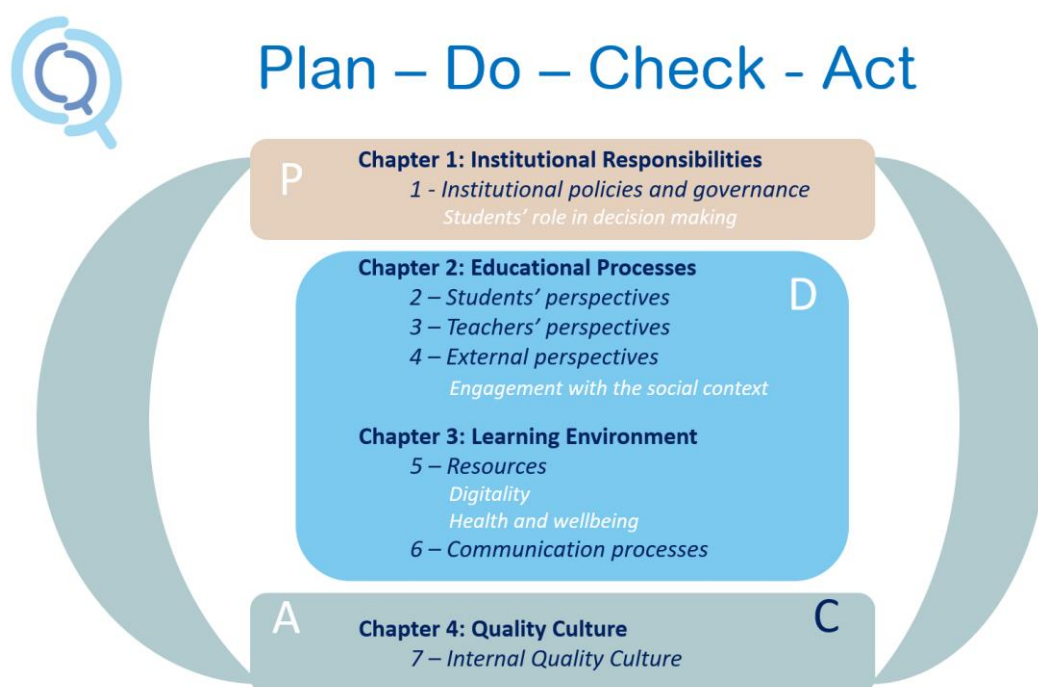 Plan – Do – Check - Act
P
Chapter 1: Institutional Responsibilities
1 - Institutional policies and governance
Students’ role in decision making
Chapter 2: Educational Processes
D
2 – Students’ perspectives
3 – Teachers’ perspectives
4 – External perspectives
Engagement with the social context
Chapter 3: Learning Environment
5 – Resources
Digitality
Health and wellbeing
6 – Communication processes
A
C
Chapter 4: Quality Culture
7 – Internal Quality Culture